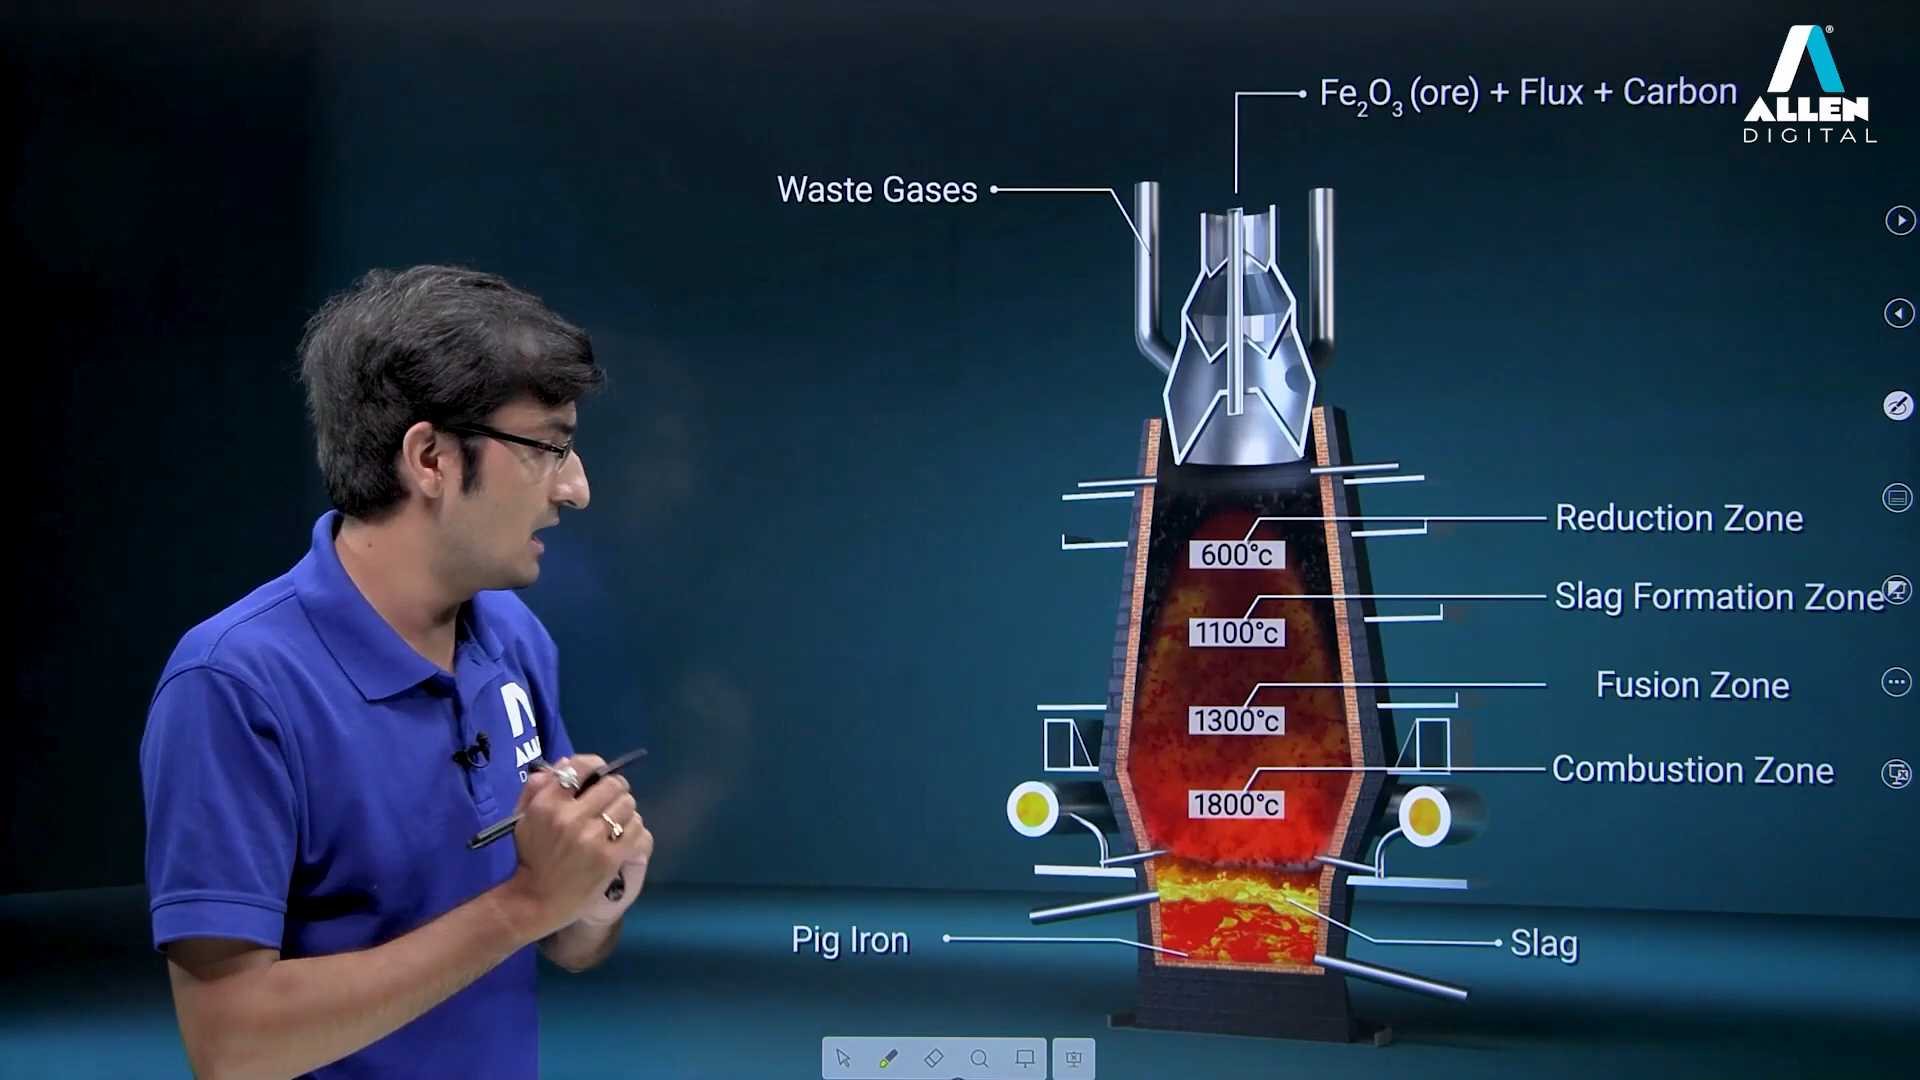 ALLEN
DIGITAL
Fe2O3 (ore) + Flux + Carbon
Waste Gases
Reduction Zone
600°c
Slag Formation Zone
1100°c
Fusion Zone
1300°c
Combustion Zone
1800°c
Pig Iron
Slag